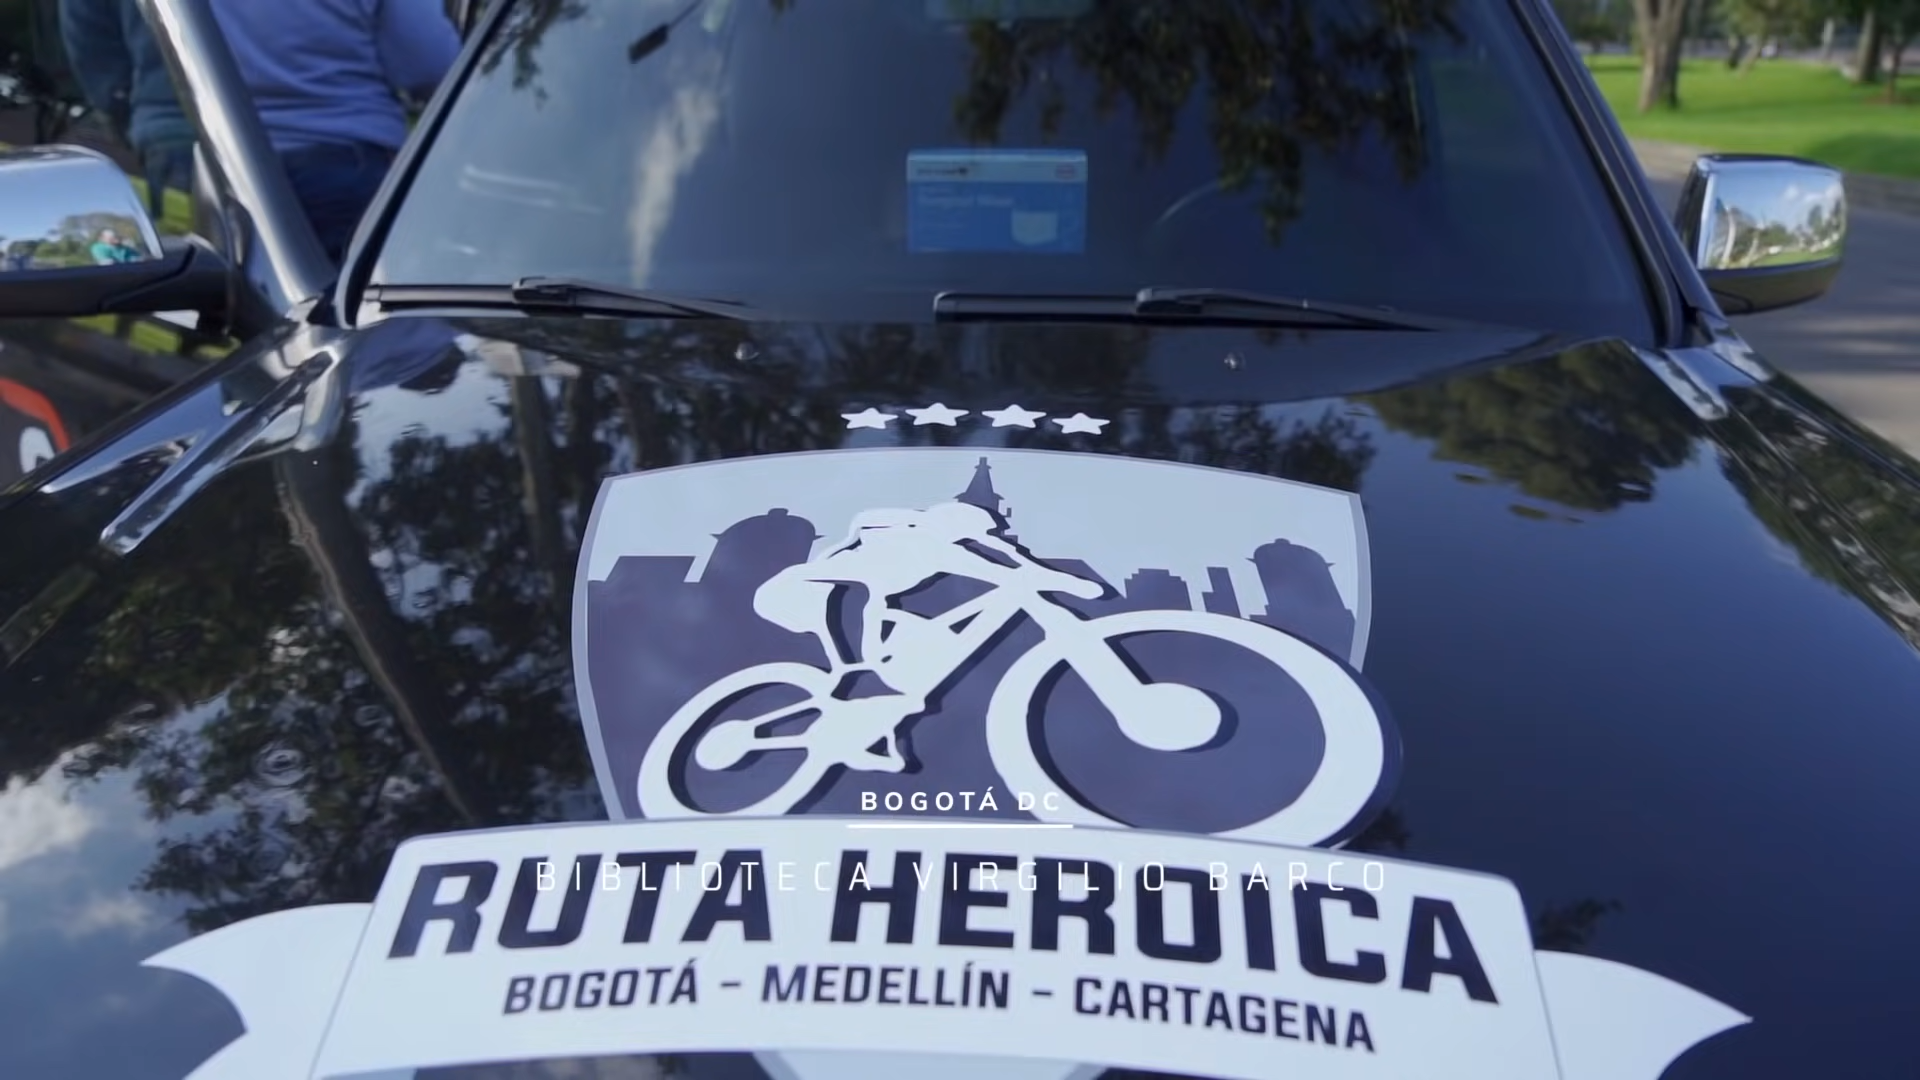 BOGOTÁ DC
BIBLIOTECA VIRGILIO BARCO
RUTA HEROICA
BOGOTÁ - MEDELLÍN - CARTAGENA